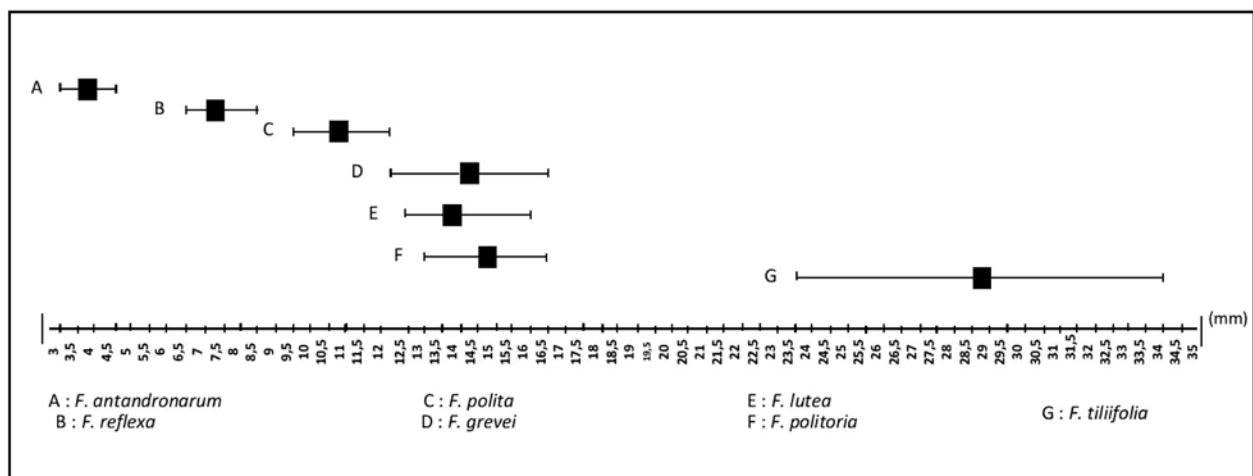 A
B
C
D
E
F
G
(mm)
3 3,5 4 4,5 5 5,5 6 6,5 7 7,5 8 8,5 9 9,5 10 10,5 11 11,5 12 12,5 13 13,5 14 14,5 15 15,5 16 16,5 17 17,5 18 18,5 19 19,5 20 20,5 21 21,5 22 22,5 23 23,5 24 24,5 25 25,5 26 26,5 27 27,5 28 28,5 29 29,5 30 30,5 31 31,5 32 32,5 33 33,5 34 34,5 35
A : F. antandronarum
C : F. polita
E : F. lutea
G : F. tiliifolia
B : F. reflexa
D : F. grevei
F : F. politoria